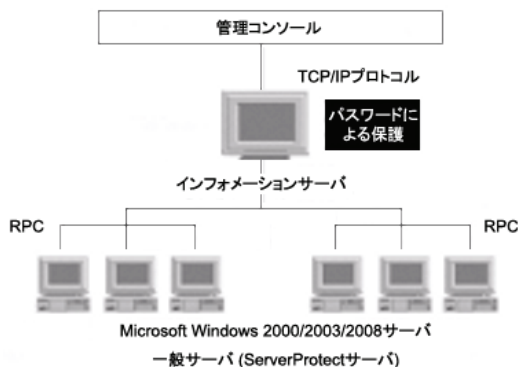 管理コンソール
TCP/IPプロトコル
パスワードに
よる保護
インフォメーションサーバ
RPC
RPC
Microsoft Windows 2000/2003/2008サーバ
一般サーバ (ServerProtectサーバ)